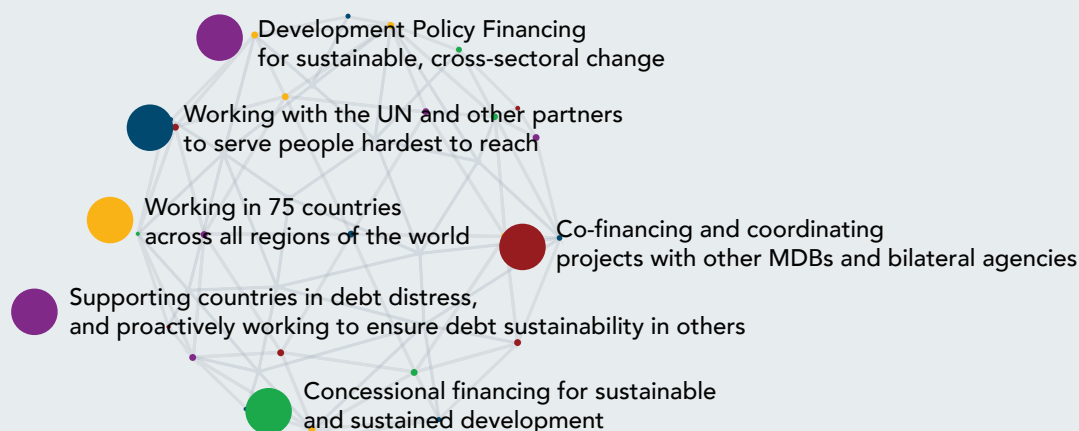 Development Policy Financing
for sustainable, cross-sectoral change
Working with the UN and other partners
to serve people hardest to reach
Working in 75 countries
across all regions of the world
Co-financing and coordinating
projects with other MDBs and bilateral agencies
Supporting countries in debt distress,
and proactively working to ensure debt sustainability in others
Concessional financing for sustainable
and sustained development